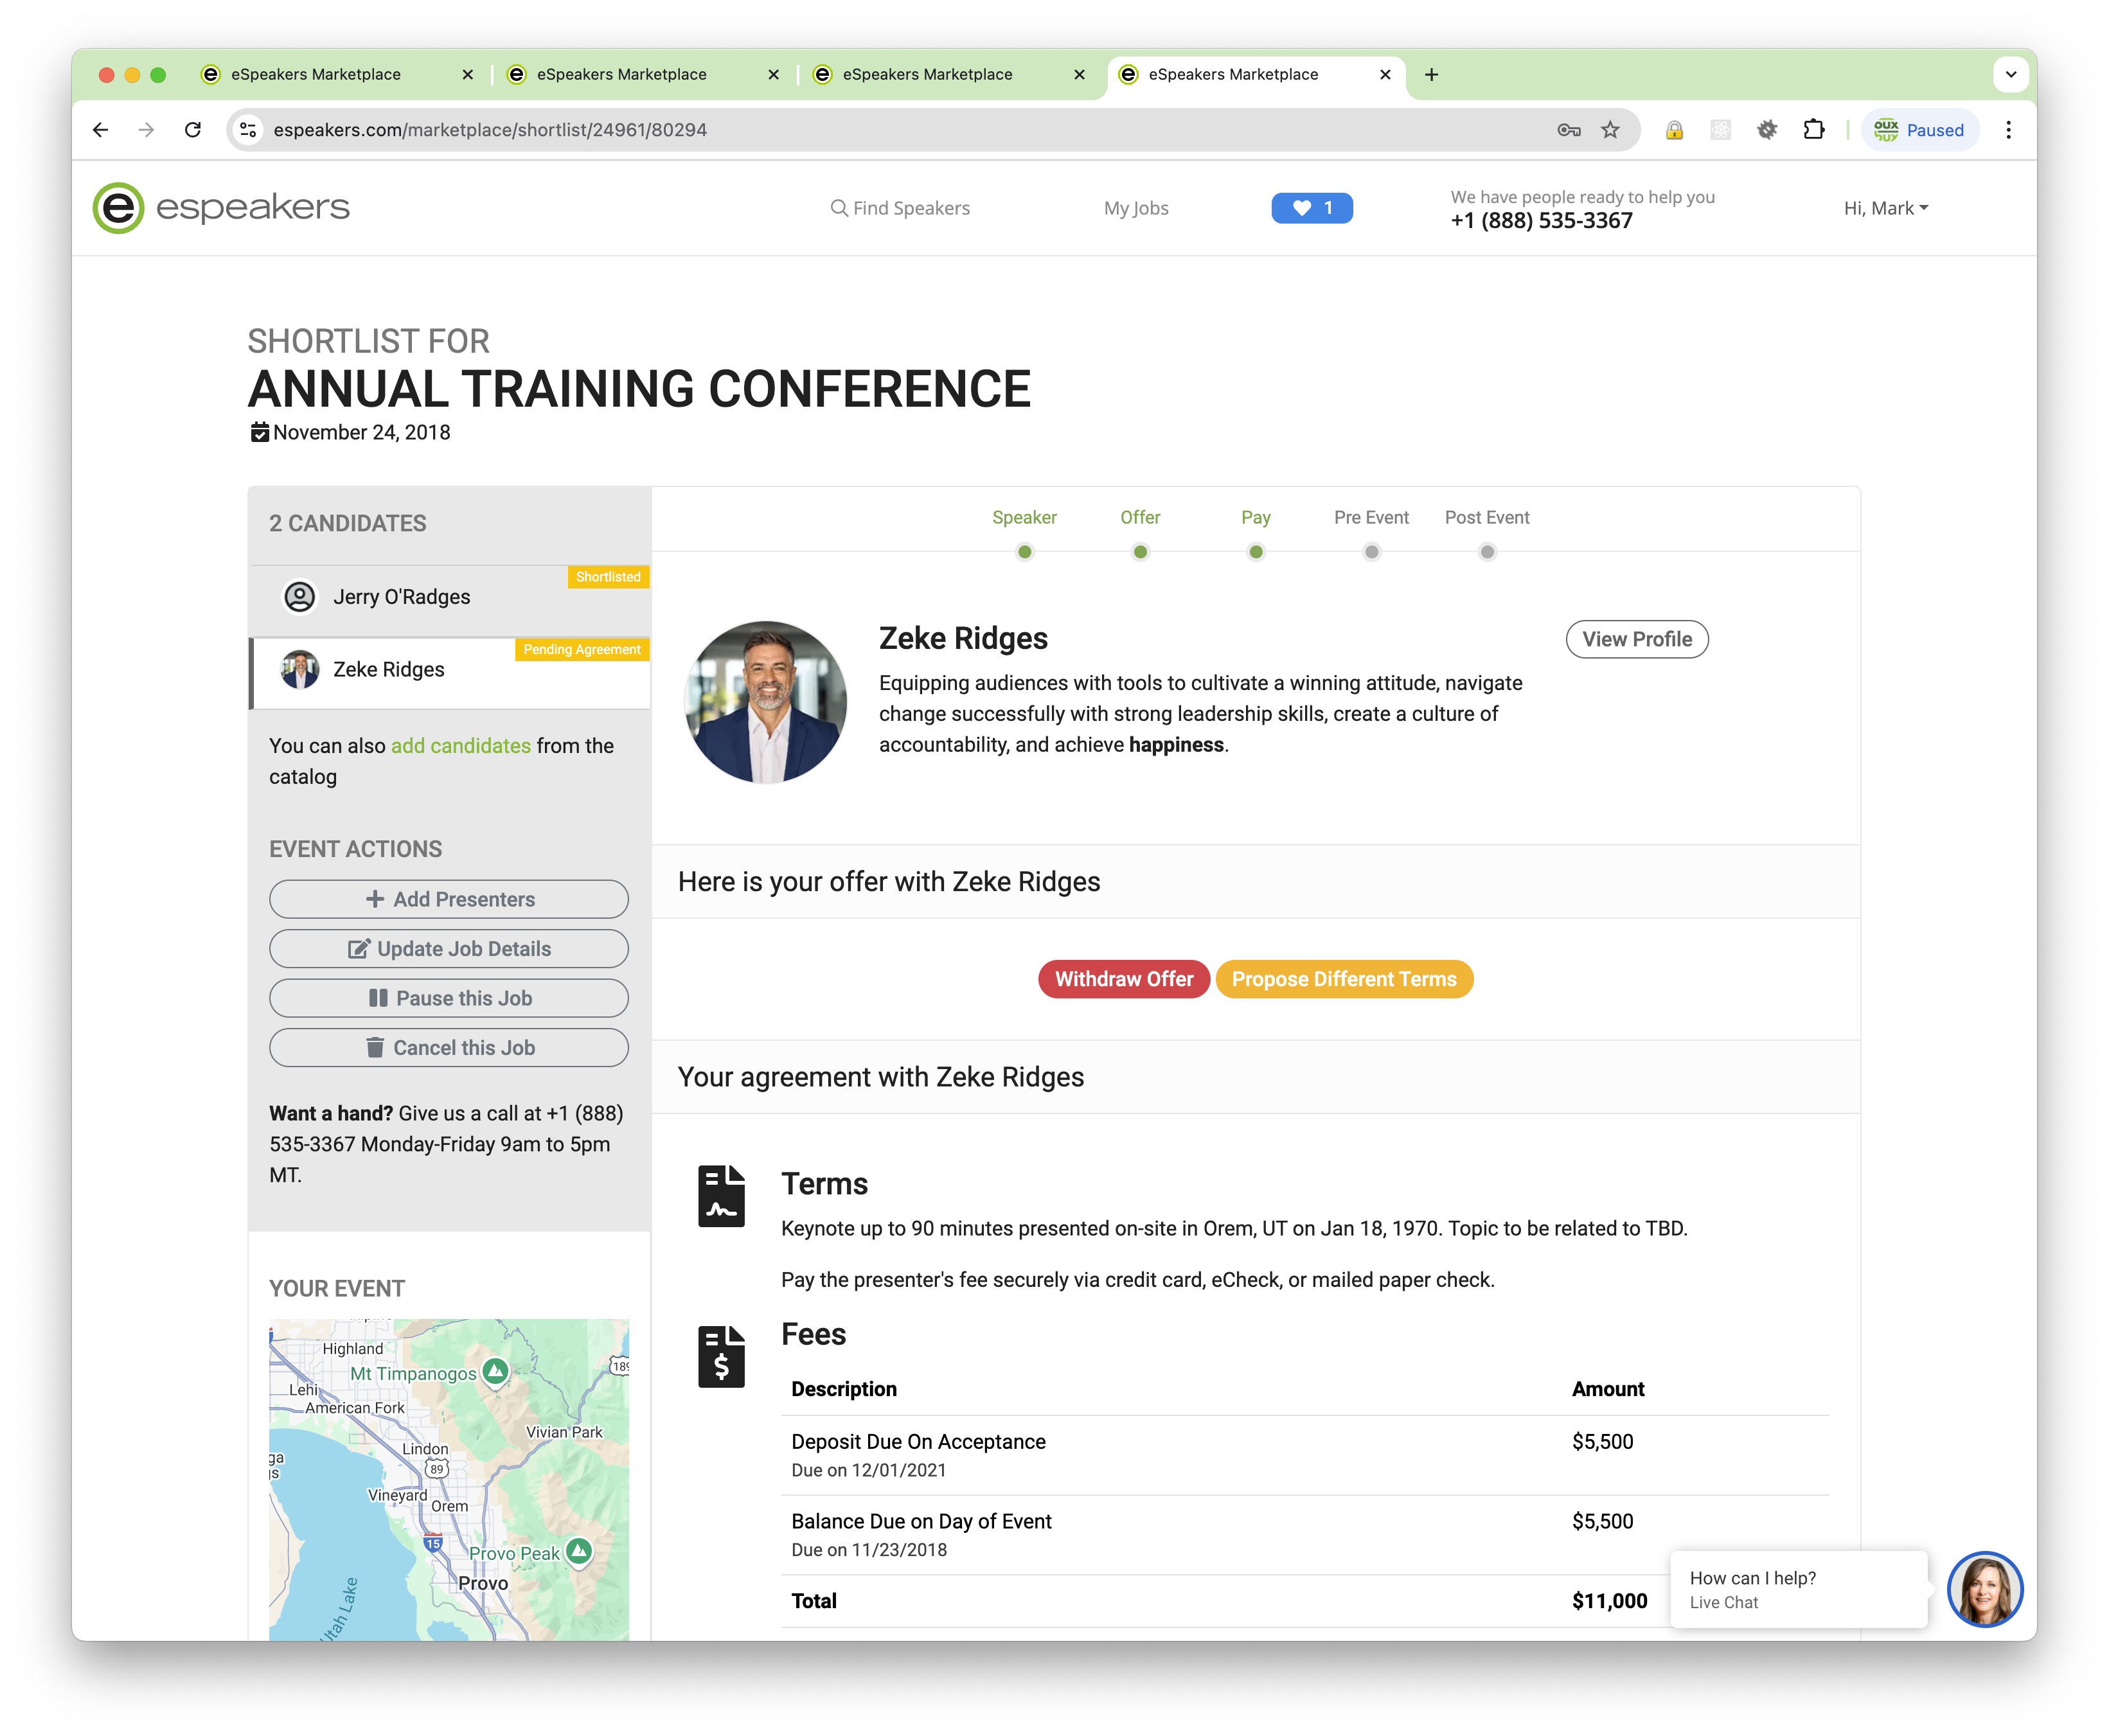 eSpeakers Marketplace
eSpeakers Marketplace
eSpeakers Marketplace
eSpeakers Marketplace
espeakers.com/marketplace/shortlist/24961/80294
Paused
espeakers
Find Speakers
My Jobs
1
We have people ready to help you
+1 (888) 535-3367
Hi, Mark
SHORTLIST FOR
ANNUAL TRAINING CONFERENCE
November 24, 2018
2 CANDIDATES
Shortlisted
Jerry O'Radges
Pending Agreement
Zeke Ridges
You can also add candidates from the
catalog
EVENT ACTIONS
Add Presenters
Update Job Details
Pause this Job
Cancel this Job
Want a hand? Give us a call at +1 (888)
535-3367 Monday-Friday 9am to 5pm
MT.
YOUR EVENT
Highland
Mt Timpanogos
189
Lehi
American Fork
Vivian Park
Lindon
89
Vineyard
Orem
15
Provo Peak
Provo
Utah Lake
Speaker
Offer
Pay
Pre Event
Post Event
Zeke Ridges
View Profile
Equipping audiences with tools to cultivate a winning attitude, navigate
change successfully with strong leadership skills, create a culture of
accountability, and achieve happiness.
Here is your offer with Zeke Ridges
Withdraw Offer
Propose Different Terms
Your agreement with Zeke Ridges
Terms
Keynote up to 90 minutes presented on-site in Orem, UT on Jan 18, 1970. Topic to be related to TBD.
Pay the presenter's fee securely via credit card, eCheck, or mailed paper check.
Fees
Description Amount
Deposit Due On Acceptance $5,500
Due on 12/01/2021
Balance Due on Day of Event $5,500
Due on 11/23/2018
Total $11,000
How can I help?
Live Chat